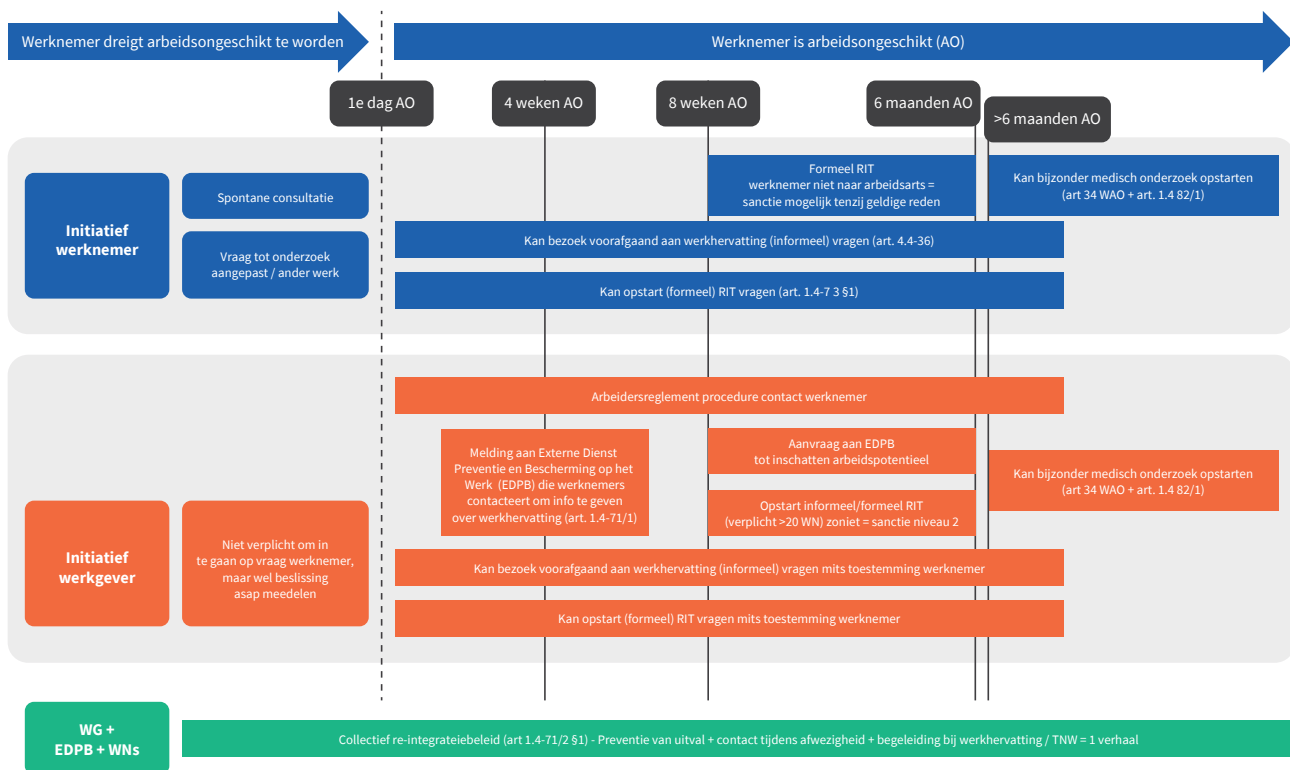 Werknemer dreigt arbeidsongeschikt te worden
Werknemer is arbeidsongeschikt (AO)
1e dag AO
4 weken AO
8 weken AO
6 maanden AO
>6 maanden AO
Initiatief
werknemer
Spontane consultatie
Vraag tot onderzoek
aangepast / ander werk
Formeel RIT
werknemer niet naar arbeidsarts =
sanctie mogelijk tenzij geldige reden
Kan bijzonder medisch onderzoek opstarten
(art 34 WAO + art. 1.4 82/1)
Kan bezoek voorafgaand aan werkhervatting (informeel) vragen (art. 4.4-36)
Kan opstart (formeel) RIT vragen (art. 1.4-7 3 §1)
Initiatief
werkgever
Niet verplicht om in
te gaan op vraag werknemer,
maar wel beslissing
asap meedelen
Arbeidersreglement procedure contact werknemer
Melding aan Externe Dienst
Preventie en Bescherming op het
Werk (EDPB) die werknemers
contacteert om info te geven
over werkhervatting (art. 1.4-71/1)
Aanvraag aan EDPB
tot inschatten arbeidspotentieel
Opstart informeel/formeel RIT
(verplicht >20 WN) zoniet = sanctie niveau 2
Kan bijzonder medisch onderzoek opstarten
(art 34 WAO + art. 1.4 82/1)
Kan bezoek voorafgaand aan werkhervatting (informeel) vragen mits toestemming werknemer
Kan opstart (formeel) RIT vragen mits toestemming werknemer
WG +
EDPB + WNs
Collectief re-integrateiebeleid (art 1.4-71/2 §1) - Preventie van uitval + contact tijdens afwezigheid + begeleiding bij werkhervatting / TNW = 1 verhaal